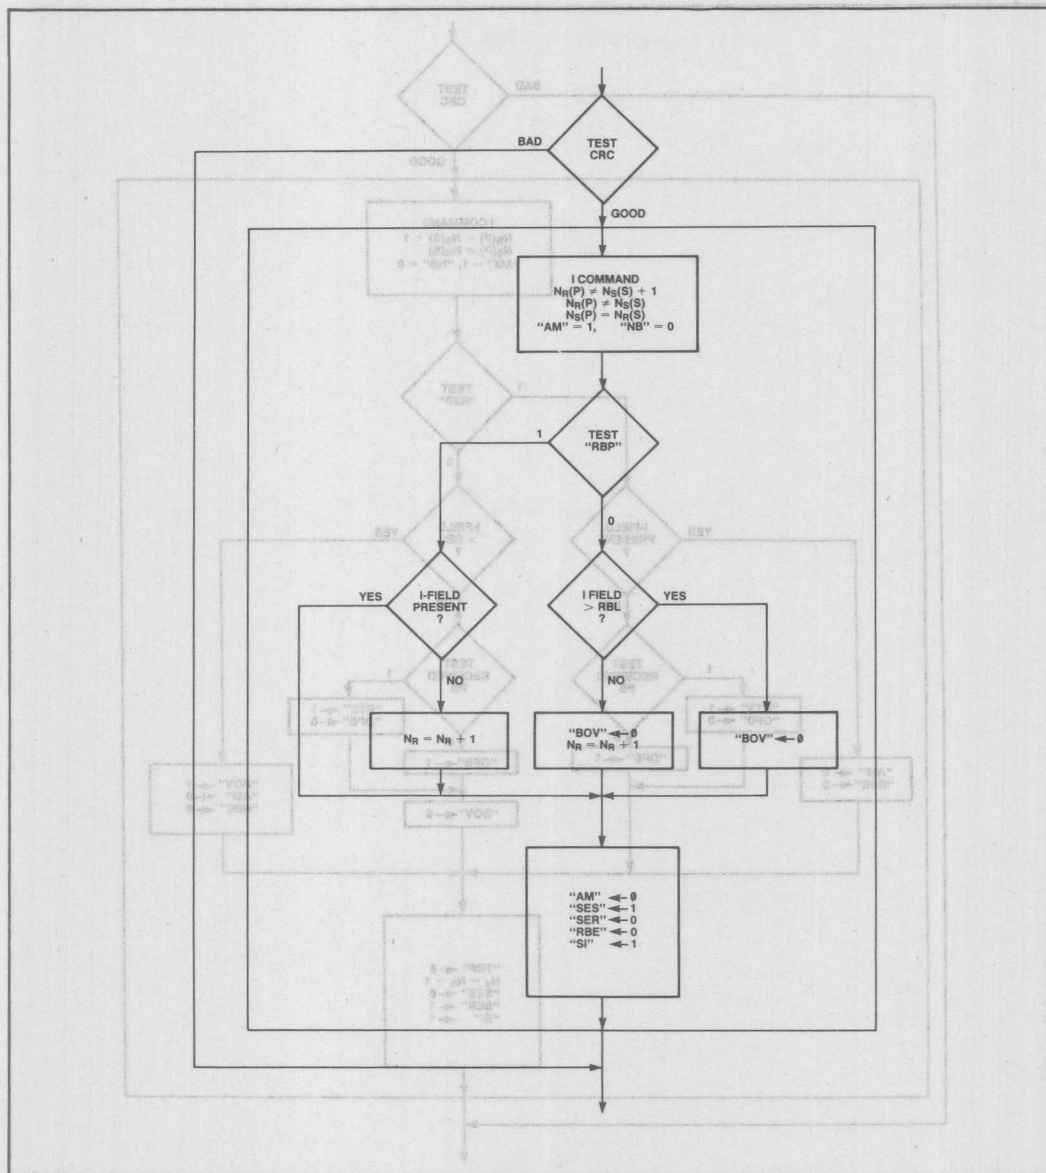 TEST
CRC
BAD
GOOD
I COMMAND
N_R(P) ≠ N_S(S) + 1
N_R(P) ≠ N_S(S)
N_S(P) = N_R(S)
“AM” = 1, “NB” = 0
TEST
“RBP”
1
0
I-FIELD
PRESENT
?
YES
NO
I FIELD
> RBL
?
YES
NO
N_R = N_R + 1
“BOV” ← 0
N_R = N_R + 1
“BOV” ← 0
“AM” ← 0
“SES” ← 1
“SER” ← 0
“RBE” ← 0
“SI” ← 1